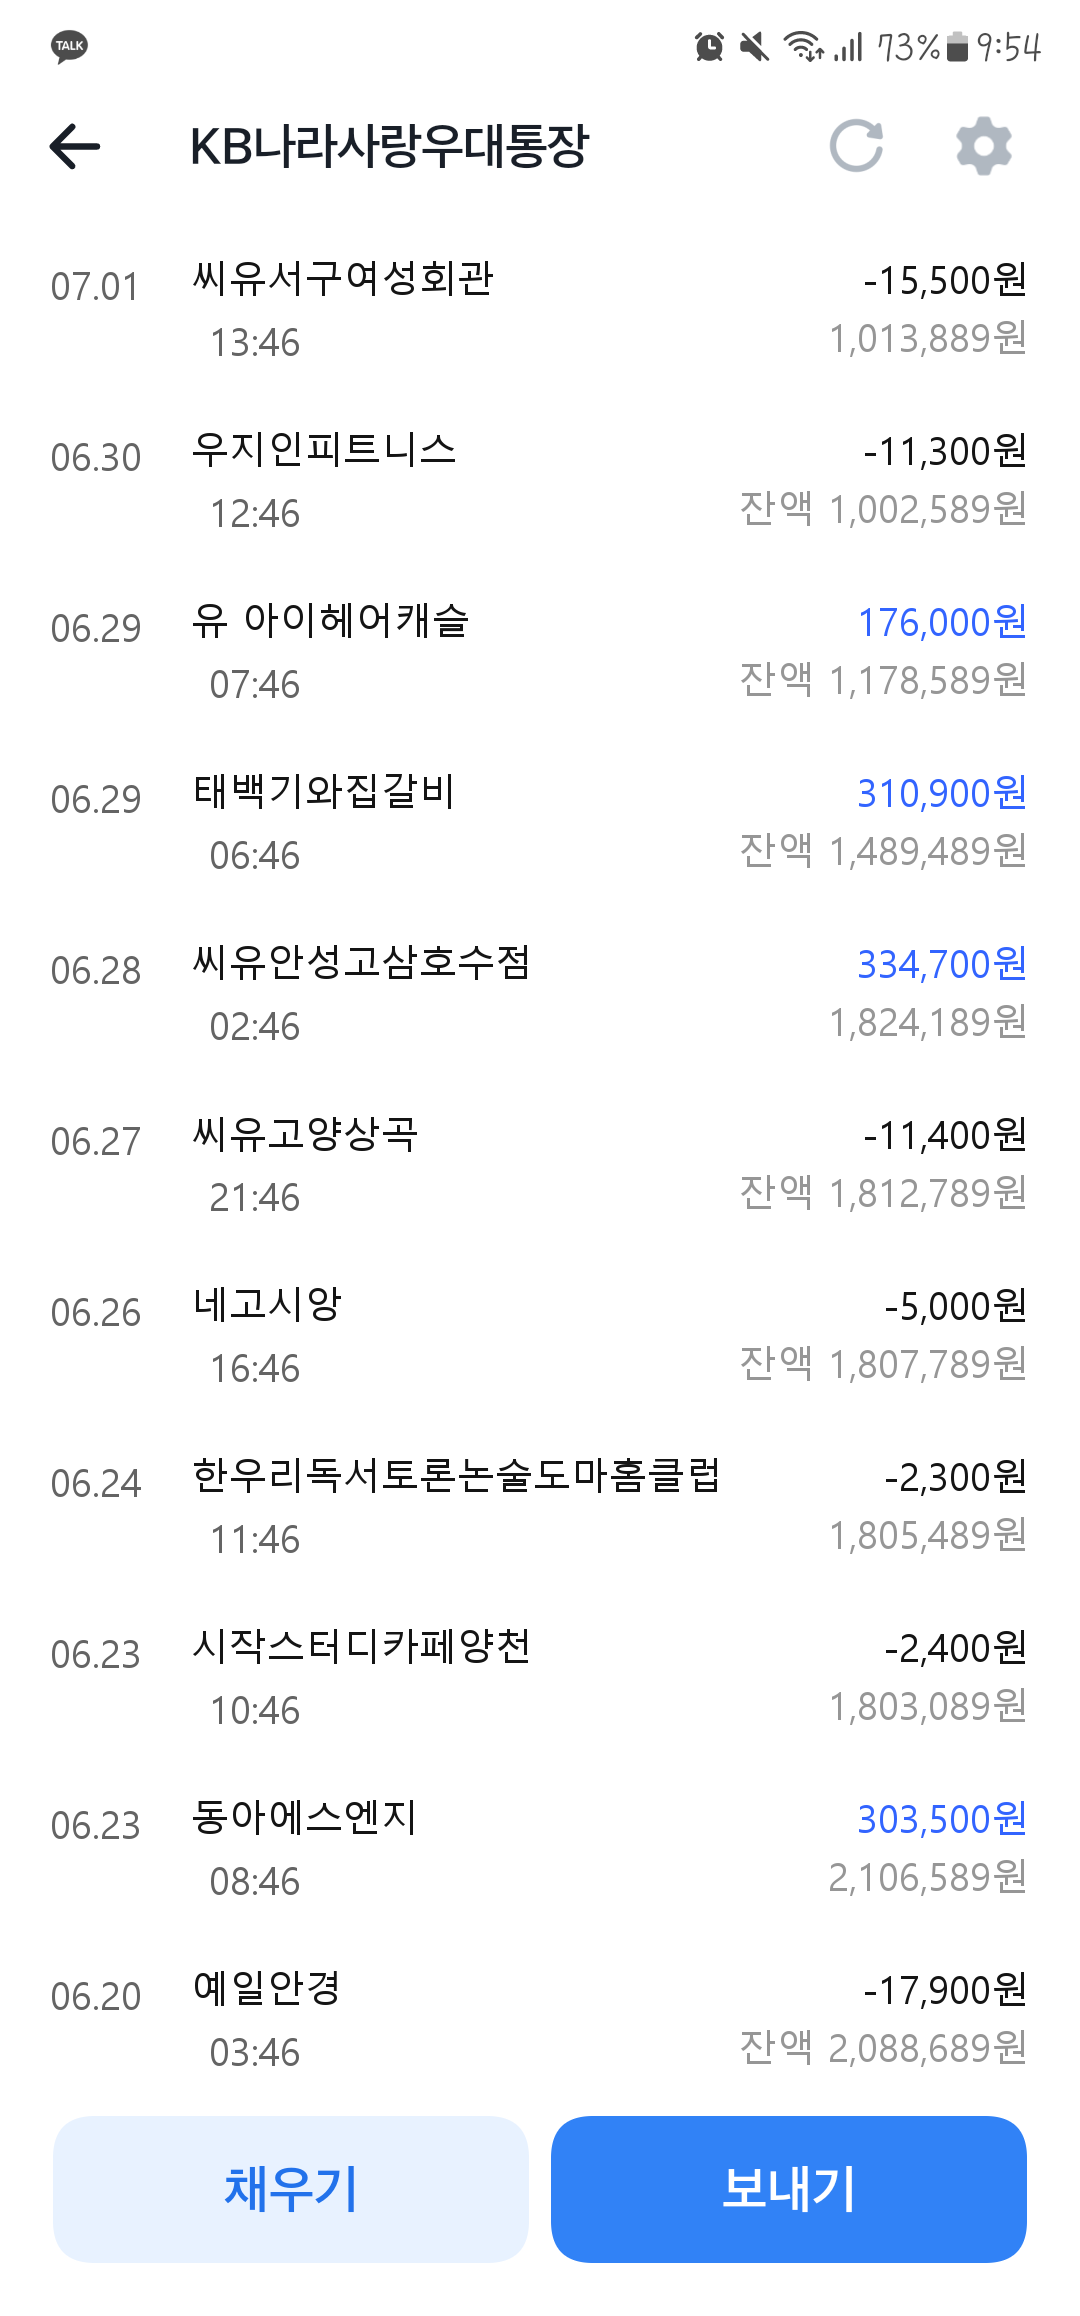 TALK 73% 9:54
KB나라사랑우대통장
07.01 씨유서구여성회관 -15,500원
13:46 1,013,889원
06.30 우지인피트니스 -11,300원
12:46 잔액 1,002,589원
06.29 유 아이헤어캐슬 176,000원
07:46 잔액 1,178,589원
06.29 태백기와집갈비 310,900원
06:46 잔액 1,489,489원
06.28 씨유안성고삼호수점 334,700원
02:46 1,824,189원
06.27 씨유고양상곡 -11,400원
21:46 잔액 1,812,789원
06.26 네고시앙 -5,000원
16:46 잔액 1,807,789원
06.24 한우리독서토론논술도마홈클럽 -2,300원
11:46 1,805,489원
06.23 시작스터디카페양천 -2,400원
10:46 1,803,089원
06.23 동아에스엔지 303,500원
08:46 2,106,589원
06.20 예일안경 -17,900원
03:46 잔액 2,088,689원
채우기 보내기